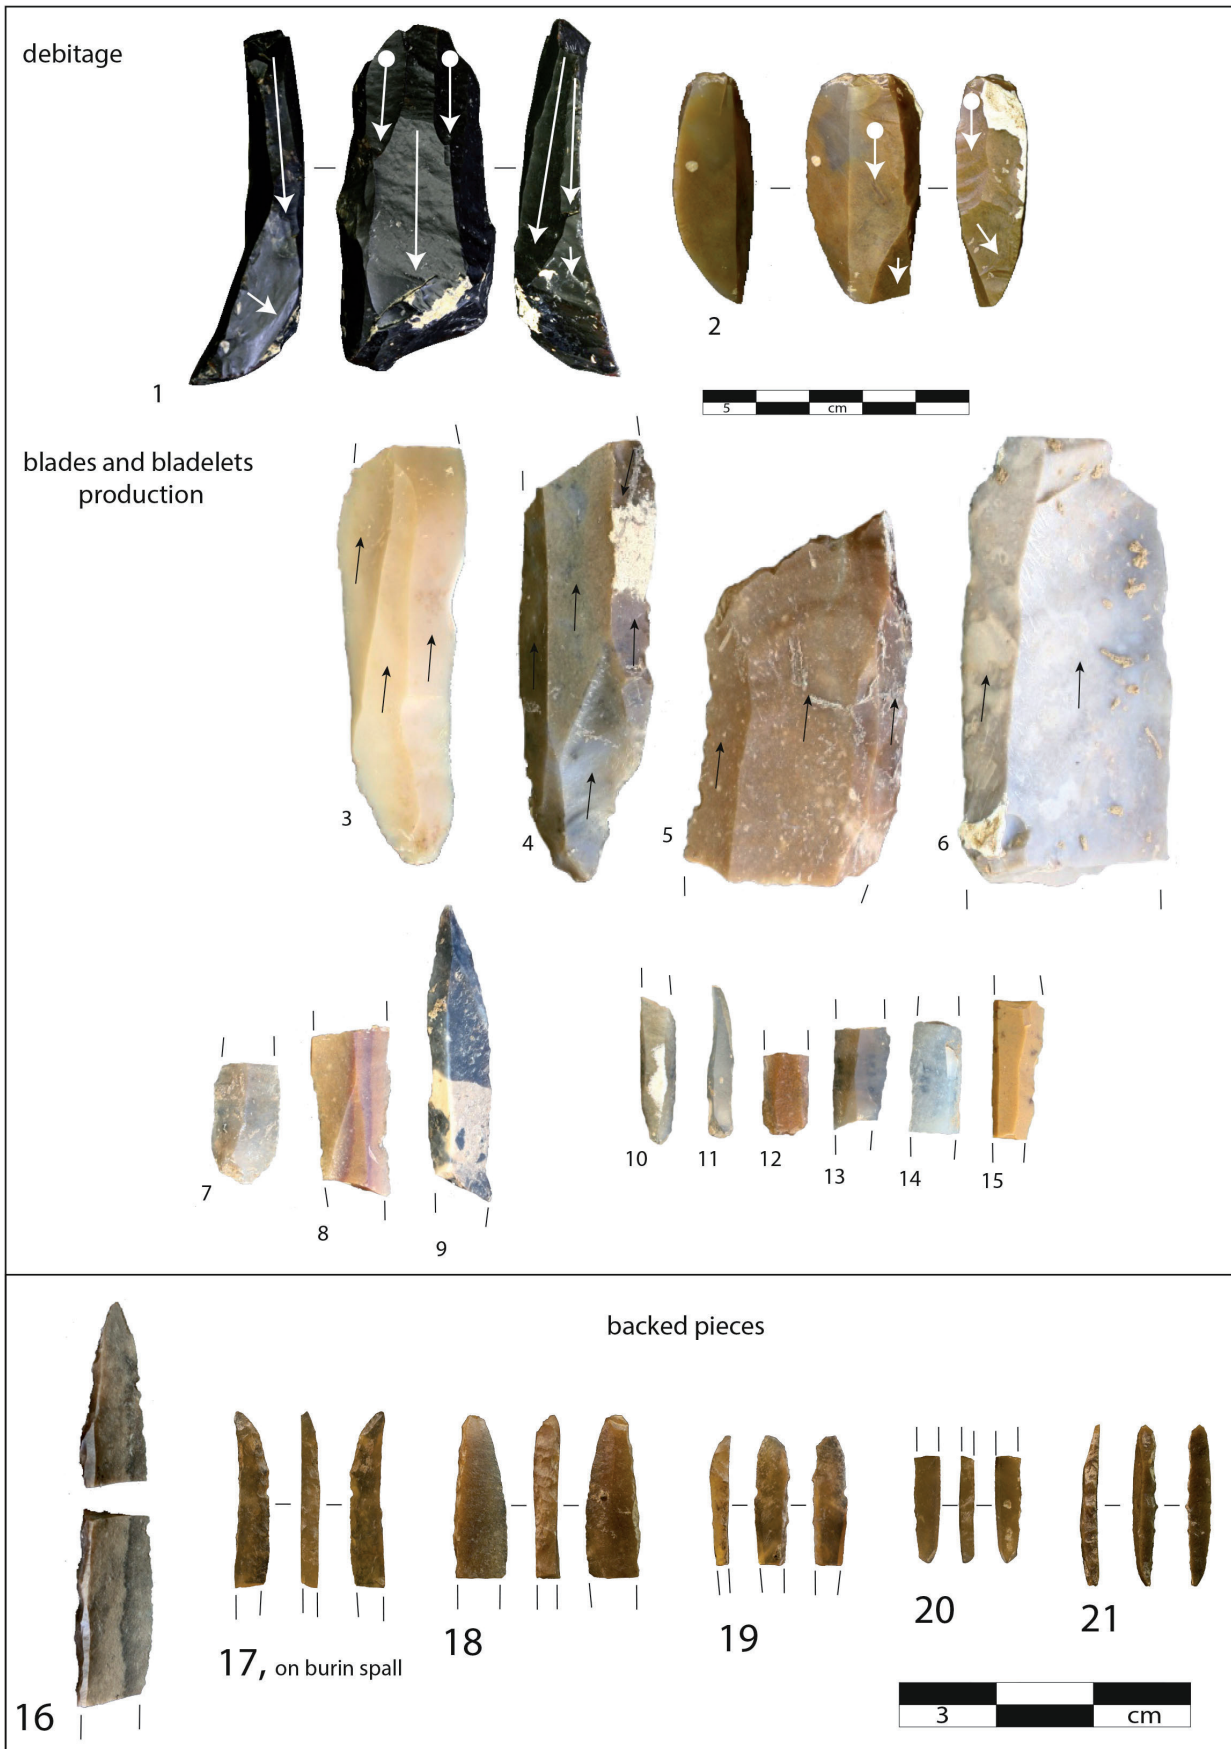 debitage
1
2
5 cm
blades and bladelets
production
3
4
5
6
7
8
9
10
11
12
13
14
15
backed pieces
16
17, on burin spall
18
19
20
21
3 cm